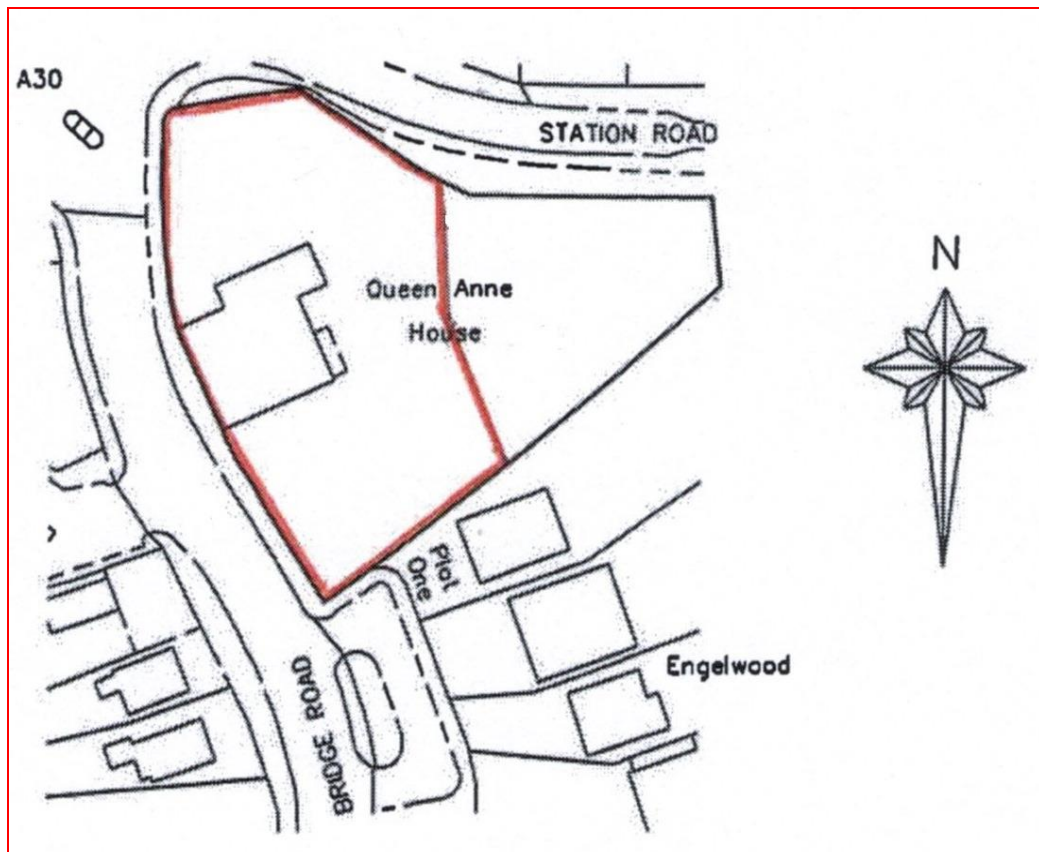 A30
STATION ROAD
N
Queen Anne
House
Plot
One
Engelwood
BRIDGE ROAD